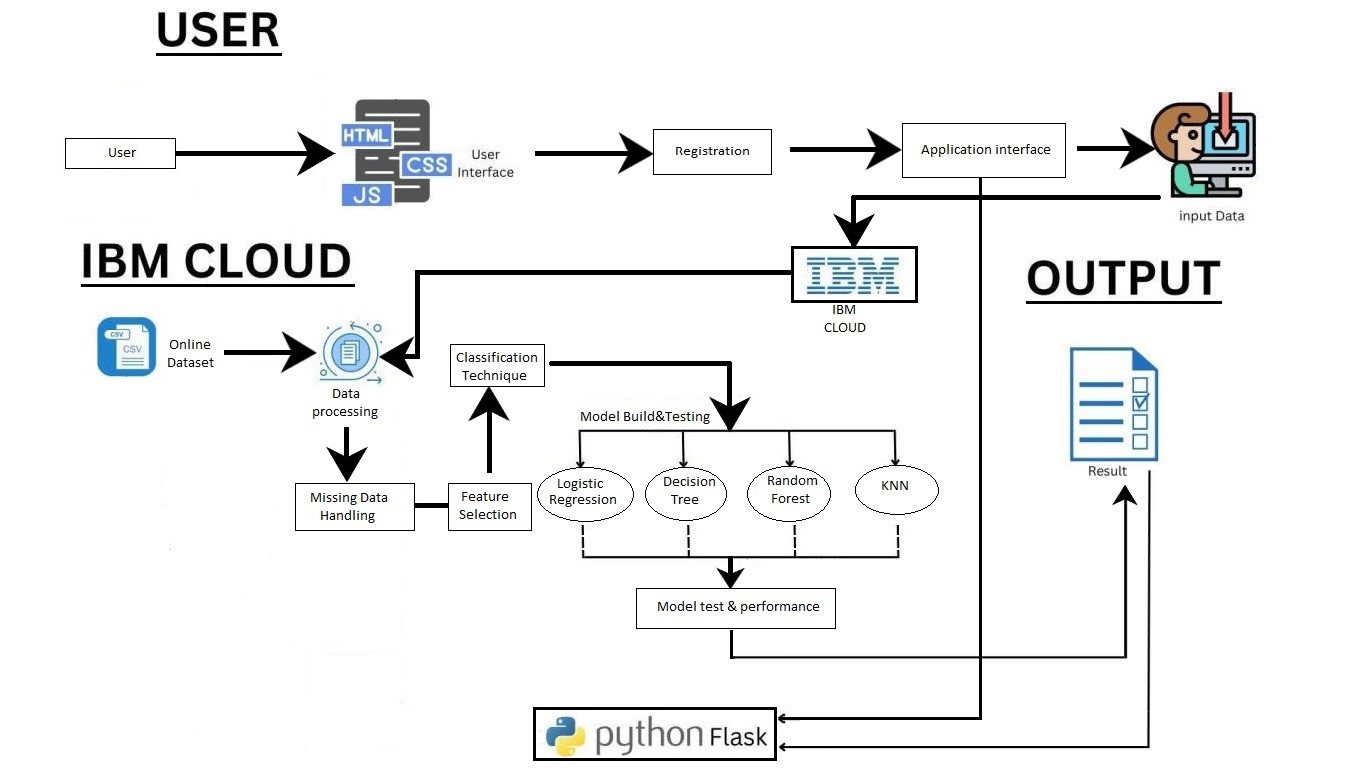 USER
User
HTML
CSS
JS
User
Interface
Registration
Application interface
input Data
IBM CLOUD
IBM
IBM
CLOUD
OUTPUT
CSV
CSV
Online
Dataset
Data
processing
Classification
Technique
Model Build&Testing
Missing Data
Handling
Feature
Selection
Logistic
Regression
Decision
Tree
Random
Forest
KNN
Result
Model test & performance
python Flask